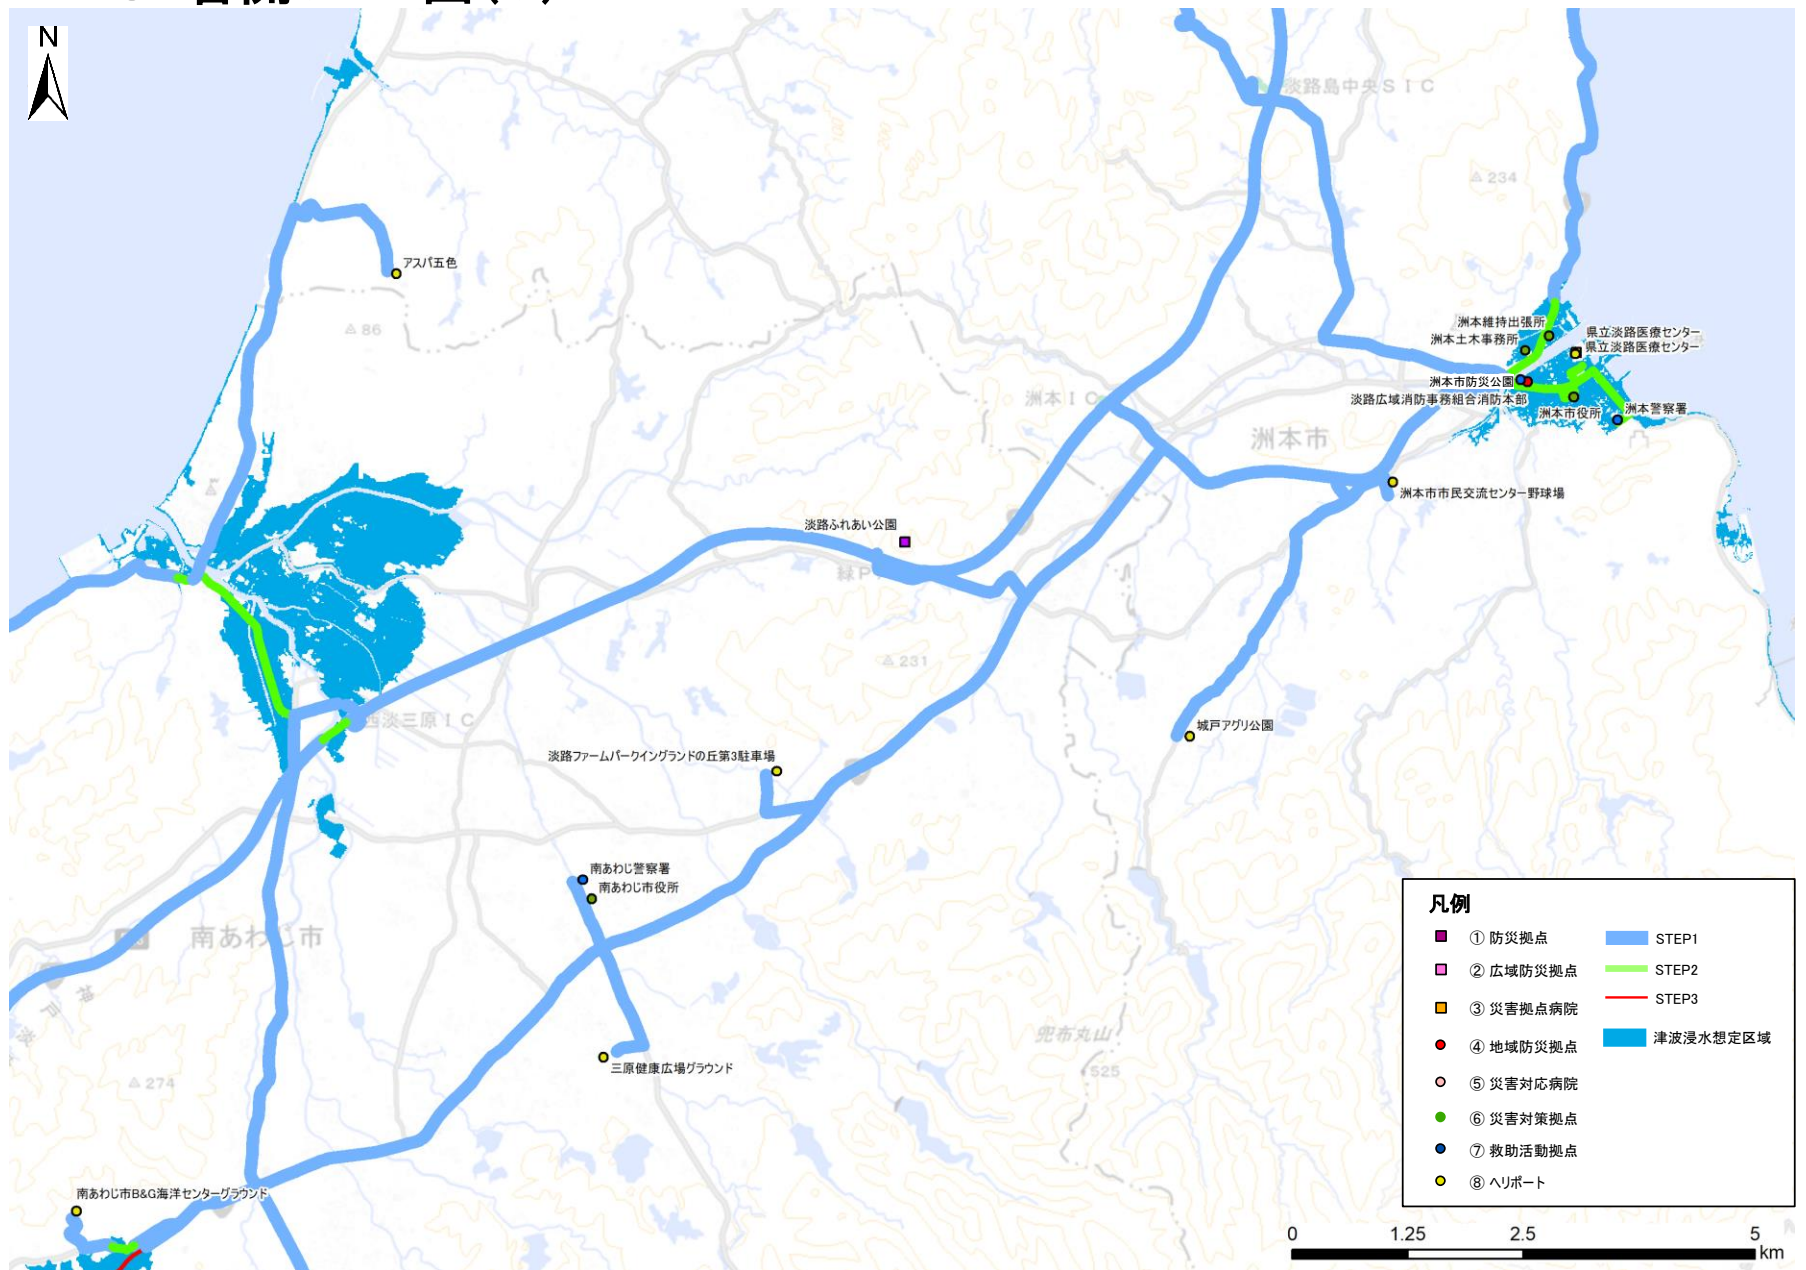 N
淡路島中央SIC
234
アスパ五色
86
洲本維持出張所
洲本土木事務所
県立淡路医療センター
県立淡路医療センター
洲本市防災公園
淡路広域消防事務組合消防本部
洲本市役所
洲本警察署
洲本IC
洲本市
洲本市市民交流センター野球場
淡路ふれあい公園
緑P
231
西淡三原IC
城戸アグリ公園
淡路ファームパークイングランドの丘第3駐車場
南あわじ警察署
南あわじ市役所
南あわじ市
神戸淡
兜布丸山
525
三原健康広場グラウンド
274
南あわじ市B&G海洋センターグラウンド
凡例
① 防災拠点
② 広域防災拠点
③ 災害拠点病院
④ 地域防災拠点
⑤ 災害対応病院
⑥ 災害対策拠点
⑦ 救助活動拠点
⑧ ヘリポート
STEP1
STEP2
STEP3
津波浸水想定区域
0 1.25 2.5 5
km